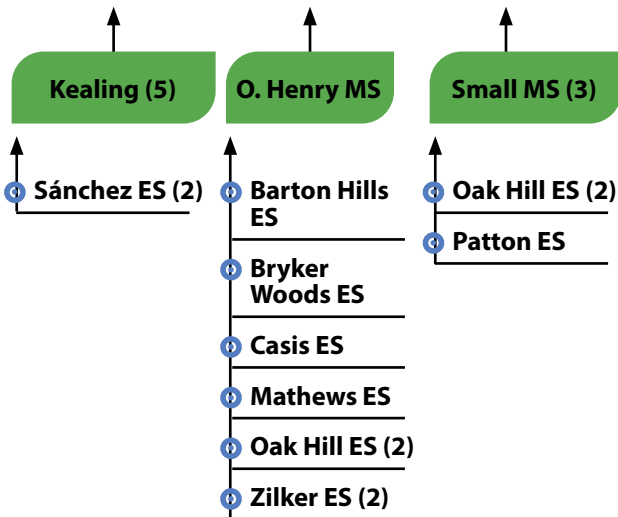 Kealing (5)
Sánchez ES (2)
O. Henry MS
Barton Hills
ES
Bryker
Woods ES
Casis ES
Mathews ES
Oak Hill ES (2)
Zilker ES (2)
Small MS (3)
Oak Hill ES (2)
Patton ES